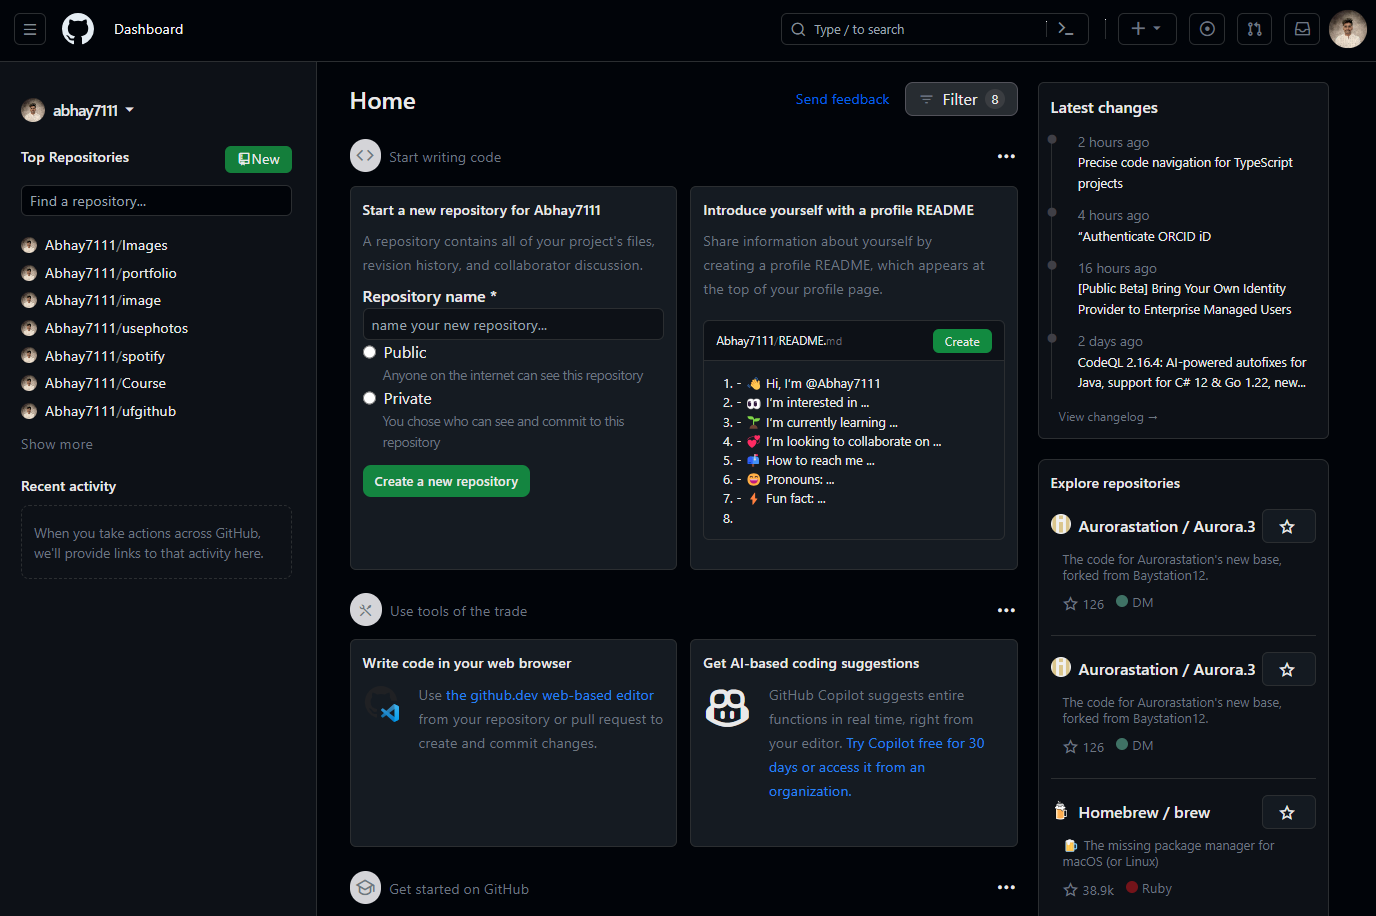 Dashboard
Type / to search
abhay7111
Top Repositories
New
Find a repository...
Abhay7111/Images
Abhay7111/portfolio
Abhay7111/image
Abhay7111/usephotos
Abhay7111/spotify
Abhay7111/Course
Abhay7111/ufgithub
Show more
Recent activity
When you take actions across GitHub,
we'll provide links to that activity here.
Home
Send feedback
Filter 8
Start writing code
Start a new repository for Abhay7111
A repository contains all of your project's files,
revision history, and collaborator discussion.
Repository name *
name your new repository...
Public
Anyone on the internet can see this repository
Private
You chose who can see and commit to this
repository
Create a new repository
Introduce yourself with a profile README
Share information about yourself by
creating a profile README, which appears at
the top of your profile page.
Abhay7111/README.md
Create
1. - 👋 Hi, I'm @Abhay7111
2. - 👀 I'm interested in ...
3. - 🌱 I'm currently learning ...
4. - 💞️ I'm looking to collaborate on ...
5. - 📫 How to reach me ...
6. - 😄 Pronouns: ...
7. - ⚡ Fun fact: ...
8.
Use tools of the trade
Write code in your web browser
Use the github.dev web-based editor
from your repository or pull request to
create and commit changes.
Get AI-based coding suggestions
GitHub Copilot suggests entire
functions in real time, right from
your editor. Try Copilot free for 30
days or access it from an
organization.
Get started on GitHub
Latest changes
2 hours ago
Precise code navigation for TypeScript
projects
4 hours ago
“Authenticate ORCID iD
16 hours ago
[Public Beta] Bring Your Own Identity
Provider to Enterprise Managed Users
2 days ago
CodeQL 2.16.4: AI-powered autofixes for
Java, support for C# 12 & Go 1.22, new...
View changelog →
Explore repositories
Aurorastation / Aurora.3
The code for Aurorastation's new base,
forked from Baystation12.
126 DM
Aurorastation / Aurora.3
The code for Aurorastation's new base,
forked from Baystation12.
126 DM
Homebrew / brew
🍺 The missing package manager for
macOS (or Linux)
38.9k Ruby